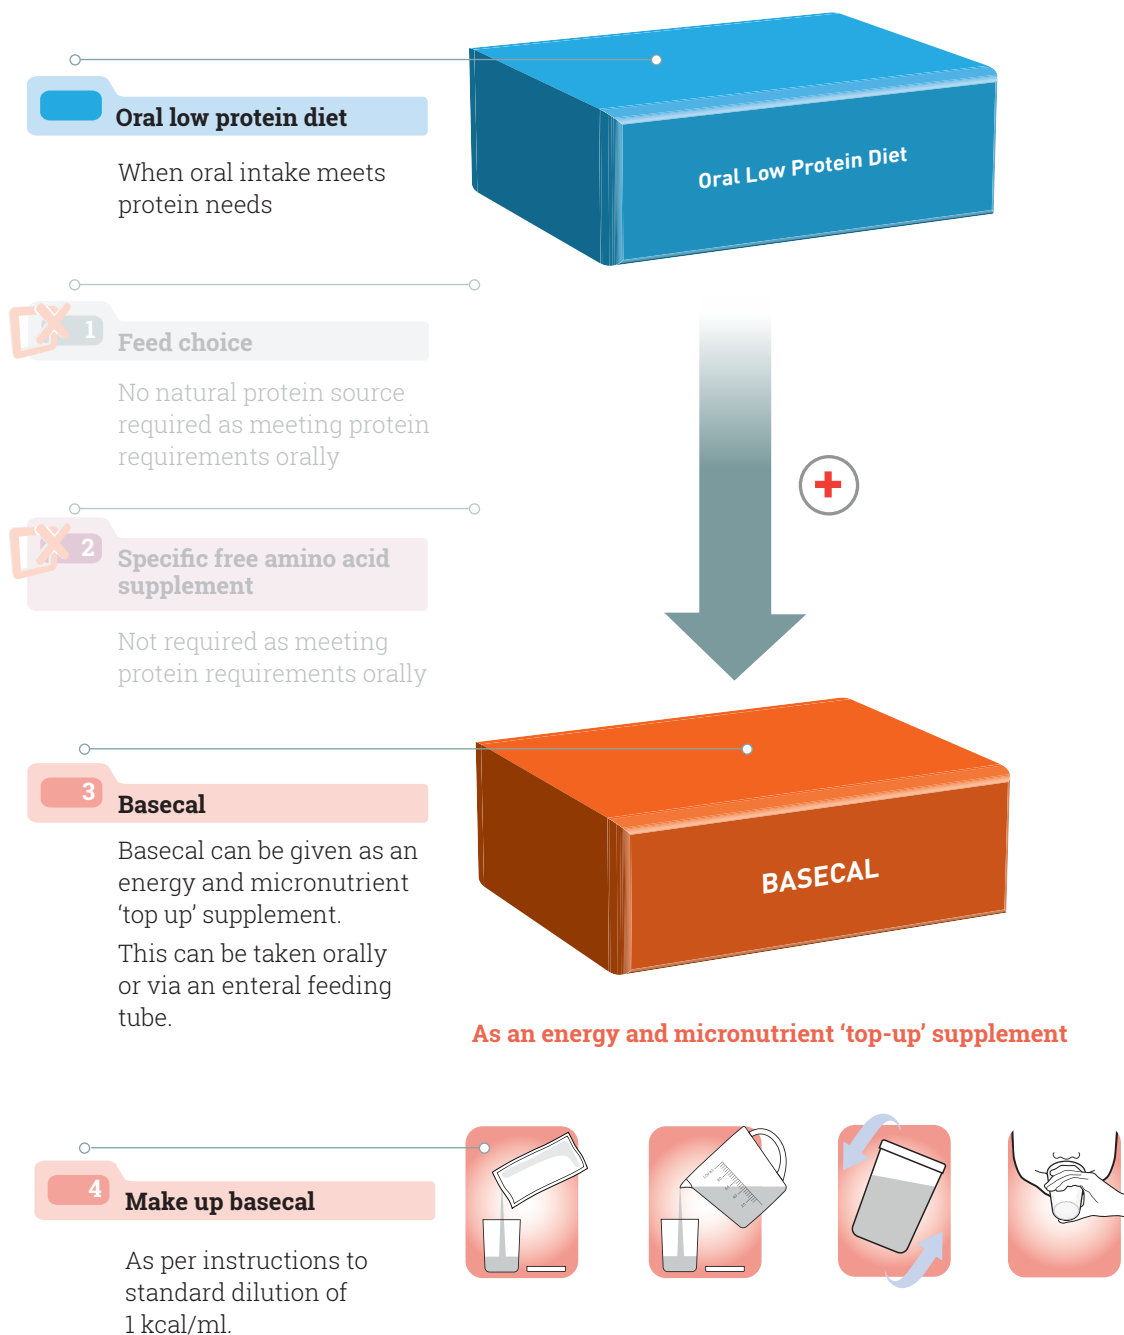 Oral low protein diet
When oral intake meets
protein needs
Oral Low Protein Diet
1
Feed choice
No natural protein source
required as meeting protein
requirements orally
2
Specific free amino acid
supplement
Not required as meeting
protein requirements orally
3
Basecal
Basecal can be given as an
energy and micronutrient
‘top up’ supplement.
This can be taken orally
or via an enteral feeding
tube.
BASECAL
As an energy and micronutrient ‘top-up’ supplement
4
Make up basecal
As per instructions to
standard dilution of
1 kcal/ml.